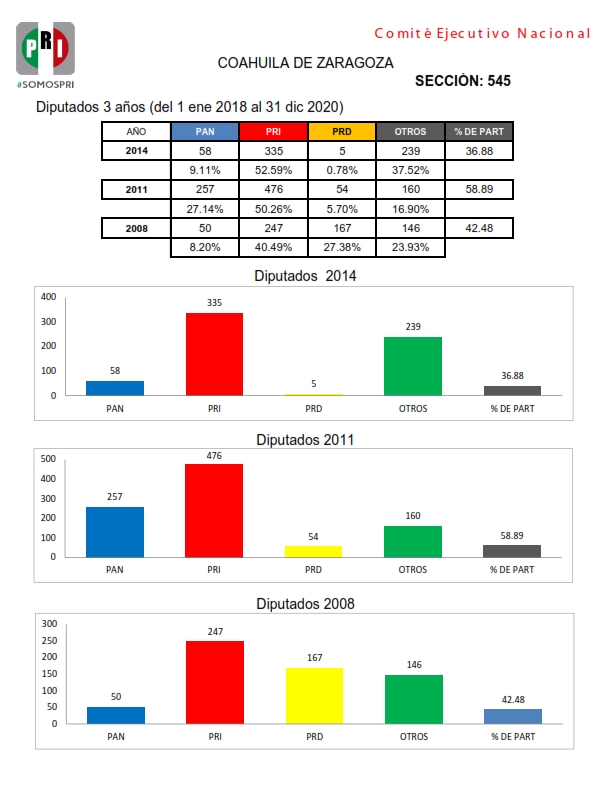 Comité Ejecutivo Nacional
PRI
#SOMOSPRI
COAHUILA DE ZARAGOZA
SECCIÓN: 545
Diputados 3 años (del 1 ene 2018 al 31 dic 2020)
AÑO PAN PRI PRD OTROS % DE PART
2014 58 335 5 239 36.88
9.11% 52.59% 0.78% 37.52%
2011 257 476 54 160 58.89
27.14% 50.26% 5.70% 16.90%
2008 50 247 167 146 42.48
8.20% 40.49% 27.38% 23.93%
Diputados 2014
400
300
200
100
0
58 335 5 239 36.88
PAN PRI PRD OTROS % DE PART
Diputados 2011
500
400
300
200
100
0
257 476 54 160 58.89
PAN PRI PRD OTROS % DE PART
Diputados 2008
300
250
200
150
100
50
0
50 247 167 146 42.48
PAN PRI PRD OTROS % DE PART